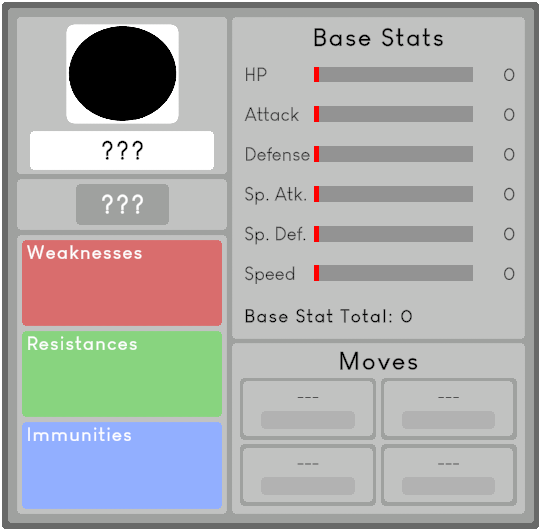 ???
???
Weaknesses
Resistances
Immunities
Base Stats
HP 0
Attack 0
Defense 0
Sp. Atk. 0
Sp. Def. 0
Speed 0
Base Stat Total: 0
Moves
--- ---
--- ---